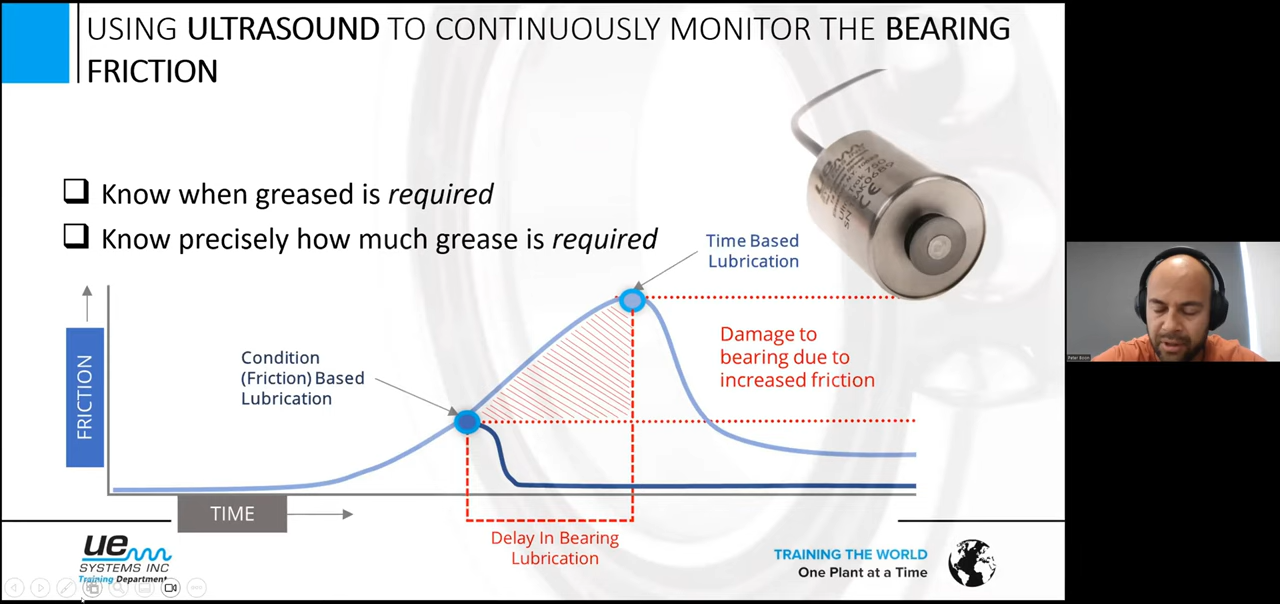 USING ULTRASOUND TO CONTINUOUSLY MONITOR THE BEARING
FRICTION
Know when greased is required
Know precisely how much grease is required
Time Based
Lubrication
Condition
(Friction) Based
Lubrication
Damage to
bearing due to
increased friction
FRICTION
TIME
Delay In Bearing
Lubrication
ue
SYSTEMS INC
Training Department
TRAINING THE WORLD
One Plant at a Time